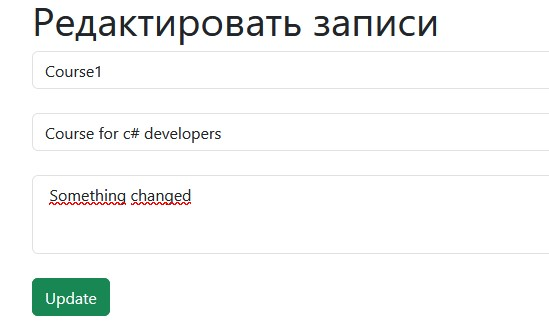 Редактировать записи
Course1
Course for c# developers
Something changed
Update